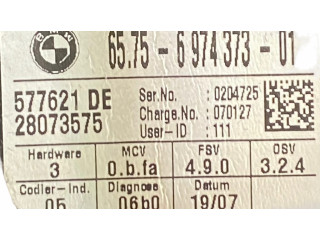 BMW
65.75 - 6 974 373 - 01
577621 DE
28073575
Ser.No. : 0204725
Charge.No.: 070127
User-ID : 111
Hardware MCV FSV OSV
3 0.b.fa 4.9.0 3.2.4
Codier-Ind. Diagnose Datum
05 06b0 19/07